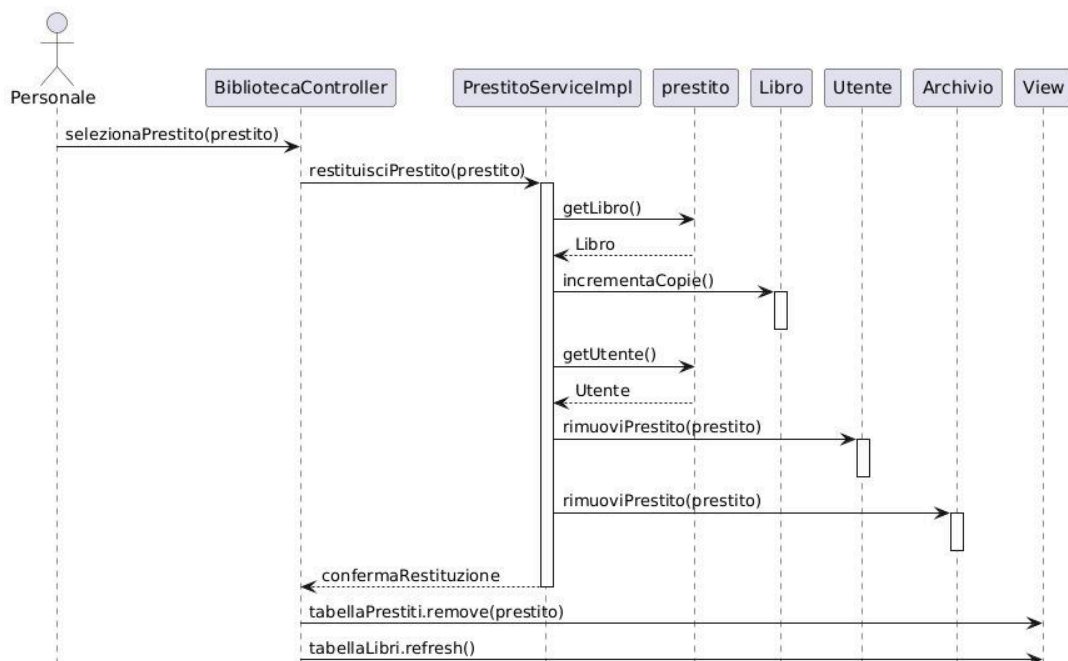 Personale
BibliotecaController
PrestitoServiceImpl
prestito
Libro
Utente
Archivio
View
selezionaPrestito(prestito)
restituisciPrestito(prestito)
getLibro()
Libro
incrementaCopie()
getUtente()
Utente
rimuoviPrestito(prestito)
rimuoviPrestito(prestito)
confermaRestituzione
tabellaPrestiti.remove(prestito)
tabellaLibri.refresh()